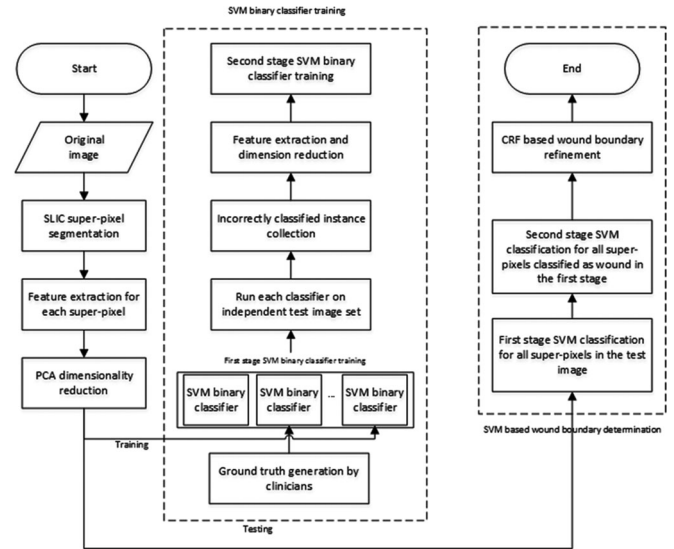 SVM binary classifier training
Start
Original
image
SLIC super-pixel
segmentation
Feature extraction for
each super-pixel
PCA dimensionality
reduction
Training
Second stage SVM binary
classifier training
Feature extraction and
dimension reduction
Incorrectly classified instance
collection
Run each classifier on
independent test image set
First stage SVM binary classifier training
SVM binary
classifier
SVM binary
classifier
...
SVM binary
classifier
Ground truth generation by
clinicians
Testing
End
CRF based wound boundary
refinement
Second stage SVM
classification for all super-
pixels classified as wound in
the first stage
First stage SVM classification
for all super-pixels in the test
image
SVM based wound boundary determination